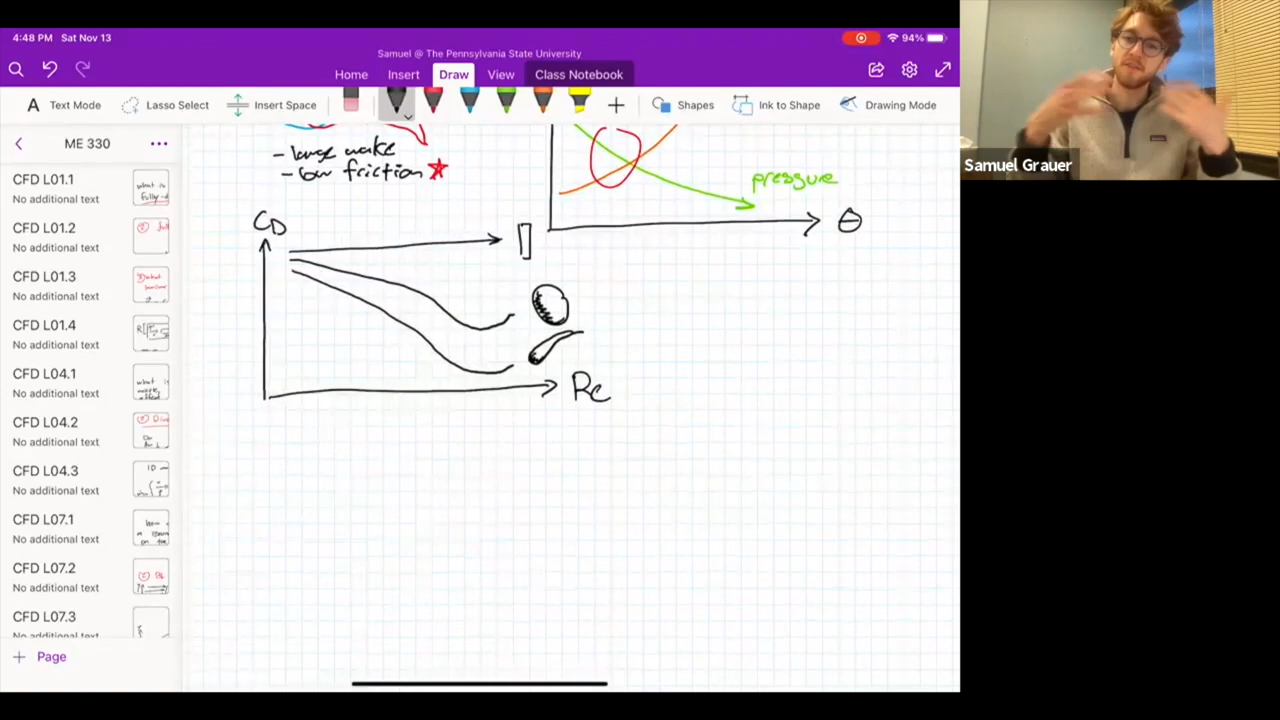 4:48 PM Sat Nov 13
94%
Samuel @ The Pennsylvania State University
Home
Insert
Draw
View
Class Notebook
A Text Mode
Lasso Select
Insert Space
Shapes
Ink to Shape
Drawing Mode
ME 330
CFD L01.1
No additional text
CFD L01.2
No additional text
CFD L01.3
No additional text
CFD L01.4
No additional text
CFD L04.1
No additional text
CFD L04.2
No additional text
CFD L04.3
No additional text
CFD L07.1
No additional text
CFD L07.2
No additional text
CFD L07.3
No additional text
+ Page
- large wake
- low friction
pressure
θ
CD
Re
Samuel Grauer